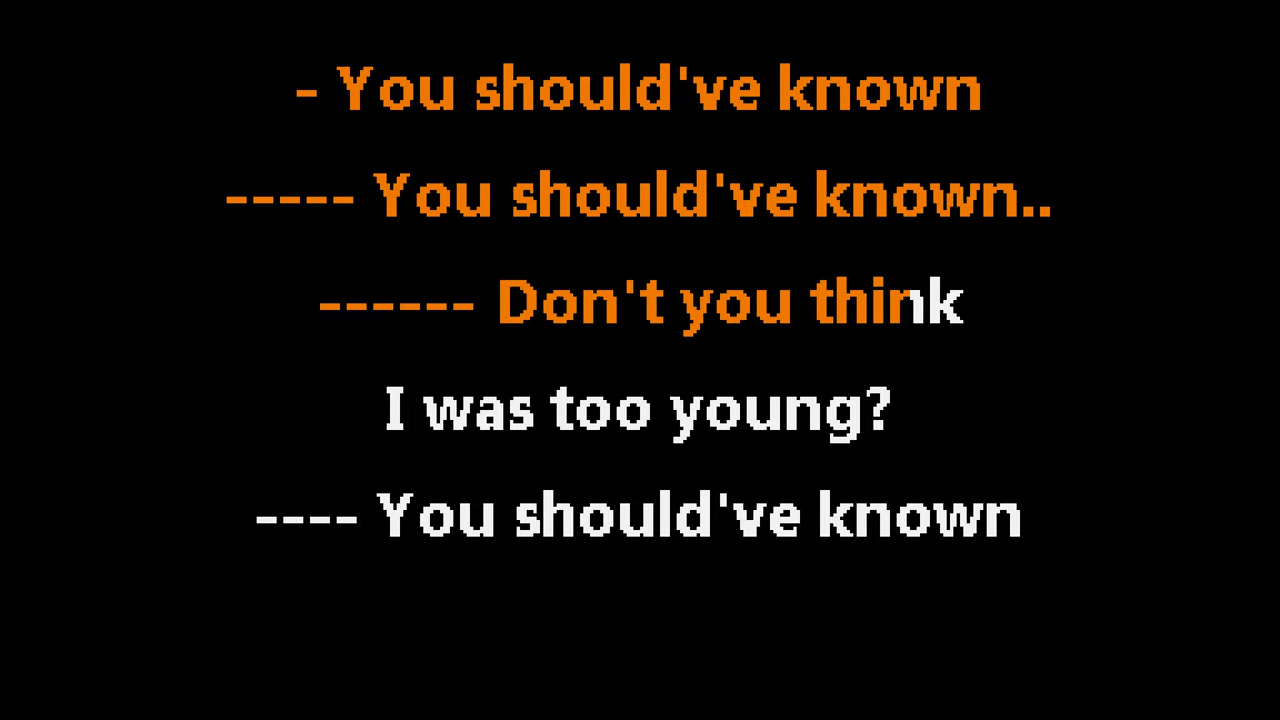 - You should've known
----- You should've known..
------ Don't you think
I was too young?
---- You should've known